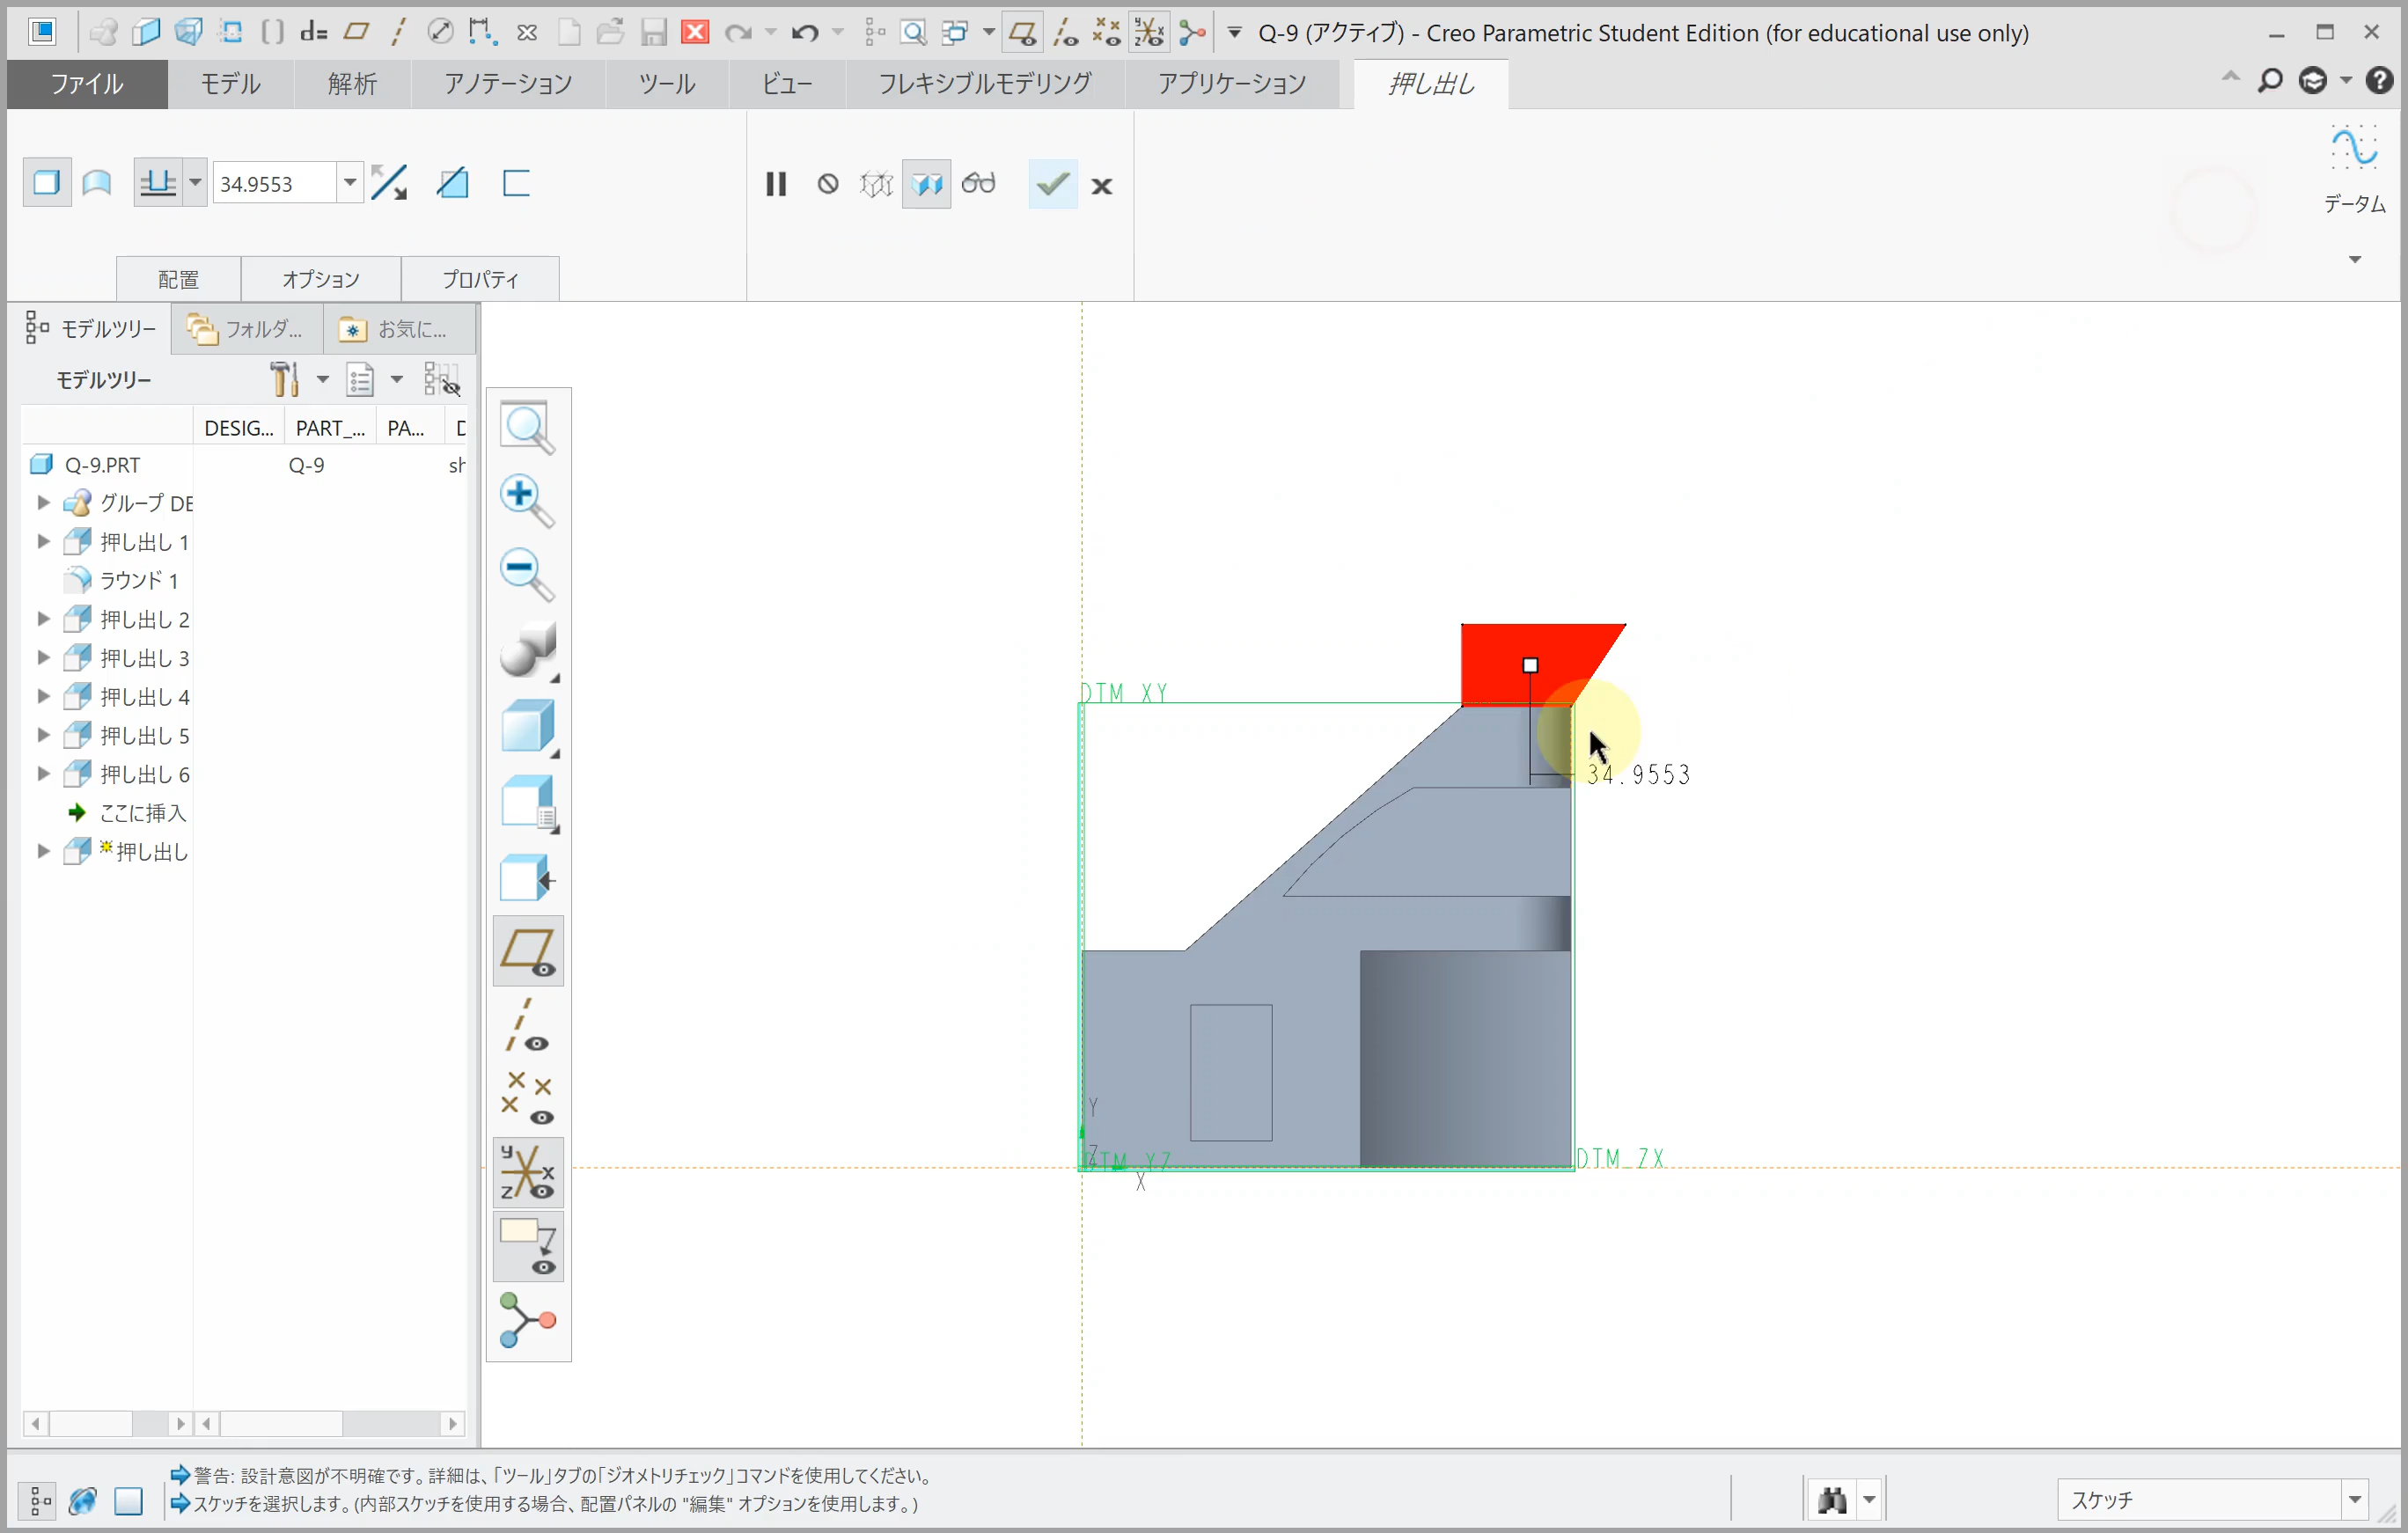 Q-9 (アクティブ) - Creo Parametric Student Edition (for educational use only)
ファイル モデル 解析 アノテーション ツール ビュー フレキシブルモデリング アプリケーション 押し出し
34.9553
データム
配置 オプション プロパティ
モデルツリー フォルダ... お気に...
モデルツリー
DESIG... PART_... PA...
Q-9.PRT Q-9 sh
グループ DE
押し出し 1
ラウンド 1
押し出し 2
押し出し 3
押し出し 4
押し出し 5
押し出し 6
ここに挿入
押し出し
DTM_XY
34.9553
Y
Z
DTM_YZ
X
DTM_ZX
警告: 設計意図が不明確です。詳細は、「ツール」タブの「ジオメトリチェック」コマンドを使用してください。
スケッチを選択します。(内部スケッチを使用する場合、配置パネルの "編集" オプションを使用します。)
スケッチ